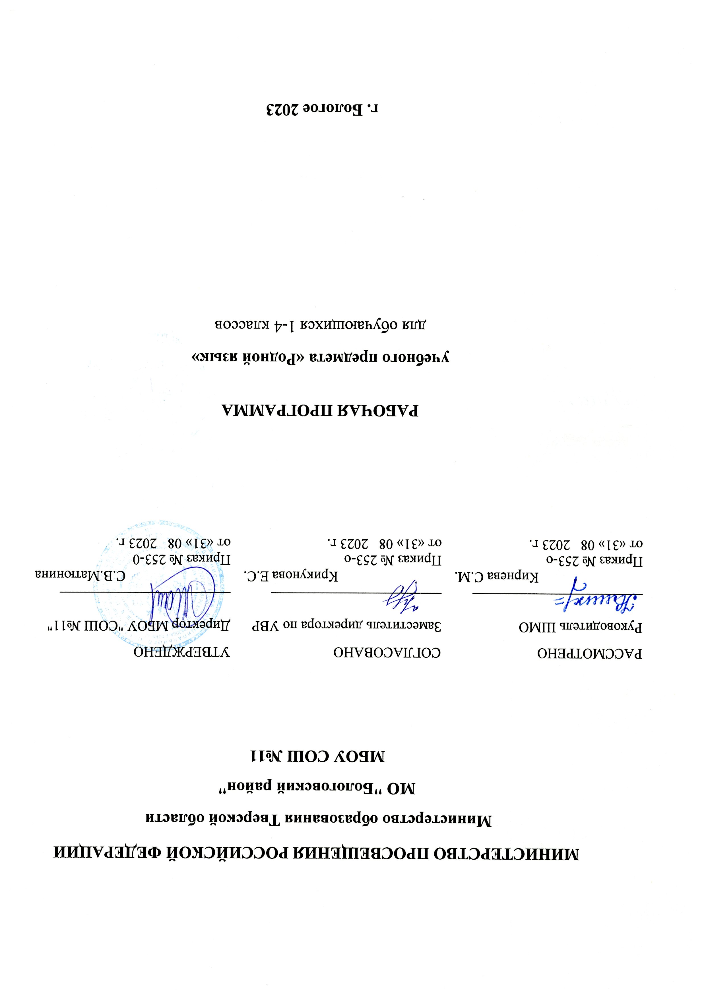 МИНИСТЕРСТВО ПРОСВЕЩЕНИЯ РОССИЙСКОЙ ФЕДЕРАЦИИ
Министерство образования Тверской области
МО "Бологовский район"
МБОУ СОШ №11
РАССМОТРЕНО
Руководитель ШМО
Кирнева С.М.
Приказ № 253-о
от «31» 08 2023 г.
СОГЛАСОВАНО
Заместитель директора по УВР
Крикунова Е.С.
Приказ № 253-о
от «31» 08 2023 г.
УТВЕРЖДЕНО
Директор МБОУ "СОШ №11"
С.В.Матюнина
Приказ № 253-0
от «31» 08 2023 г.
РАБОЧАЯ ПРОГРАММА
учебного предмета «Родной язык»
для обучающихся 1-4 классов
г. Бологое 2023